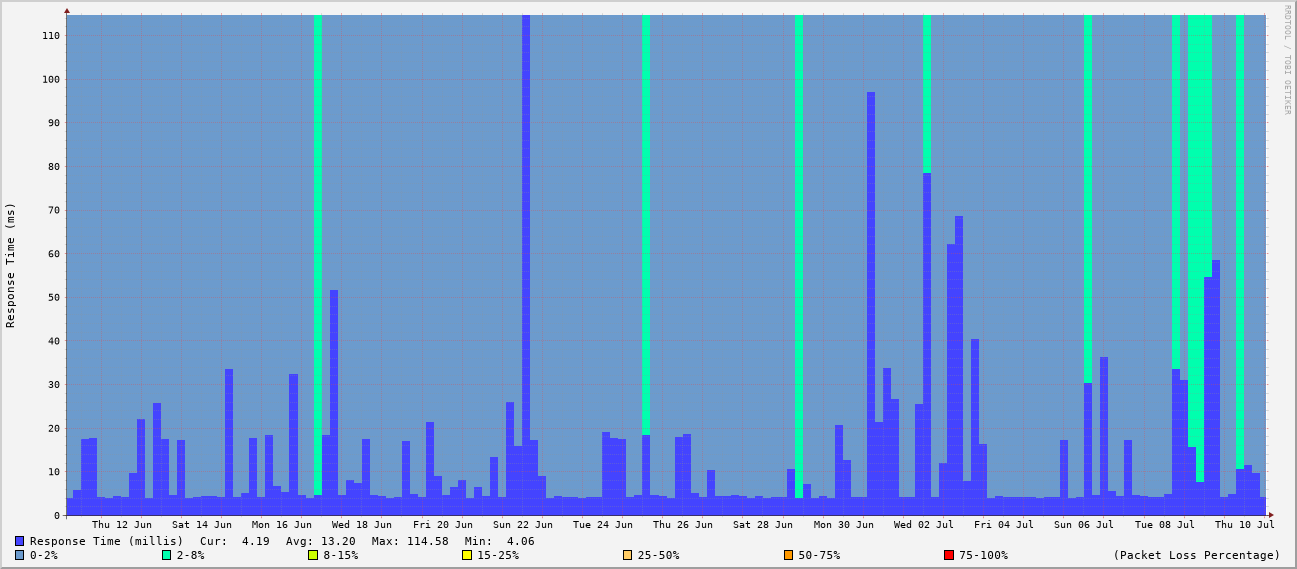 RRDTOOL / TOBI OETIKER
Response Time (ms)
110
100
90
80
70
60
50
40
30
20
10
0
Thu 12 Jun Sat 14 Jun Mon 16 Jun Wed 18 Jun Fri 20 Jun Sun 22 Jun Tue 24 Jun Thu 26 Jun Sat 28 Jun Mon 30 Jun Wed 02 Jul Fri 04 Jul Sun 06 Jul Tue 08 Jul Thu 10 Jul
Response Time (millis) Cur: 4.19 Avg: 13.20 Max: 114.58 Min: 4.06
0-2% 2-8% 8-15% 15-25% 25-50% 50-75% 75-100% (Packet Loss Percentage)